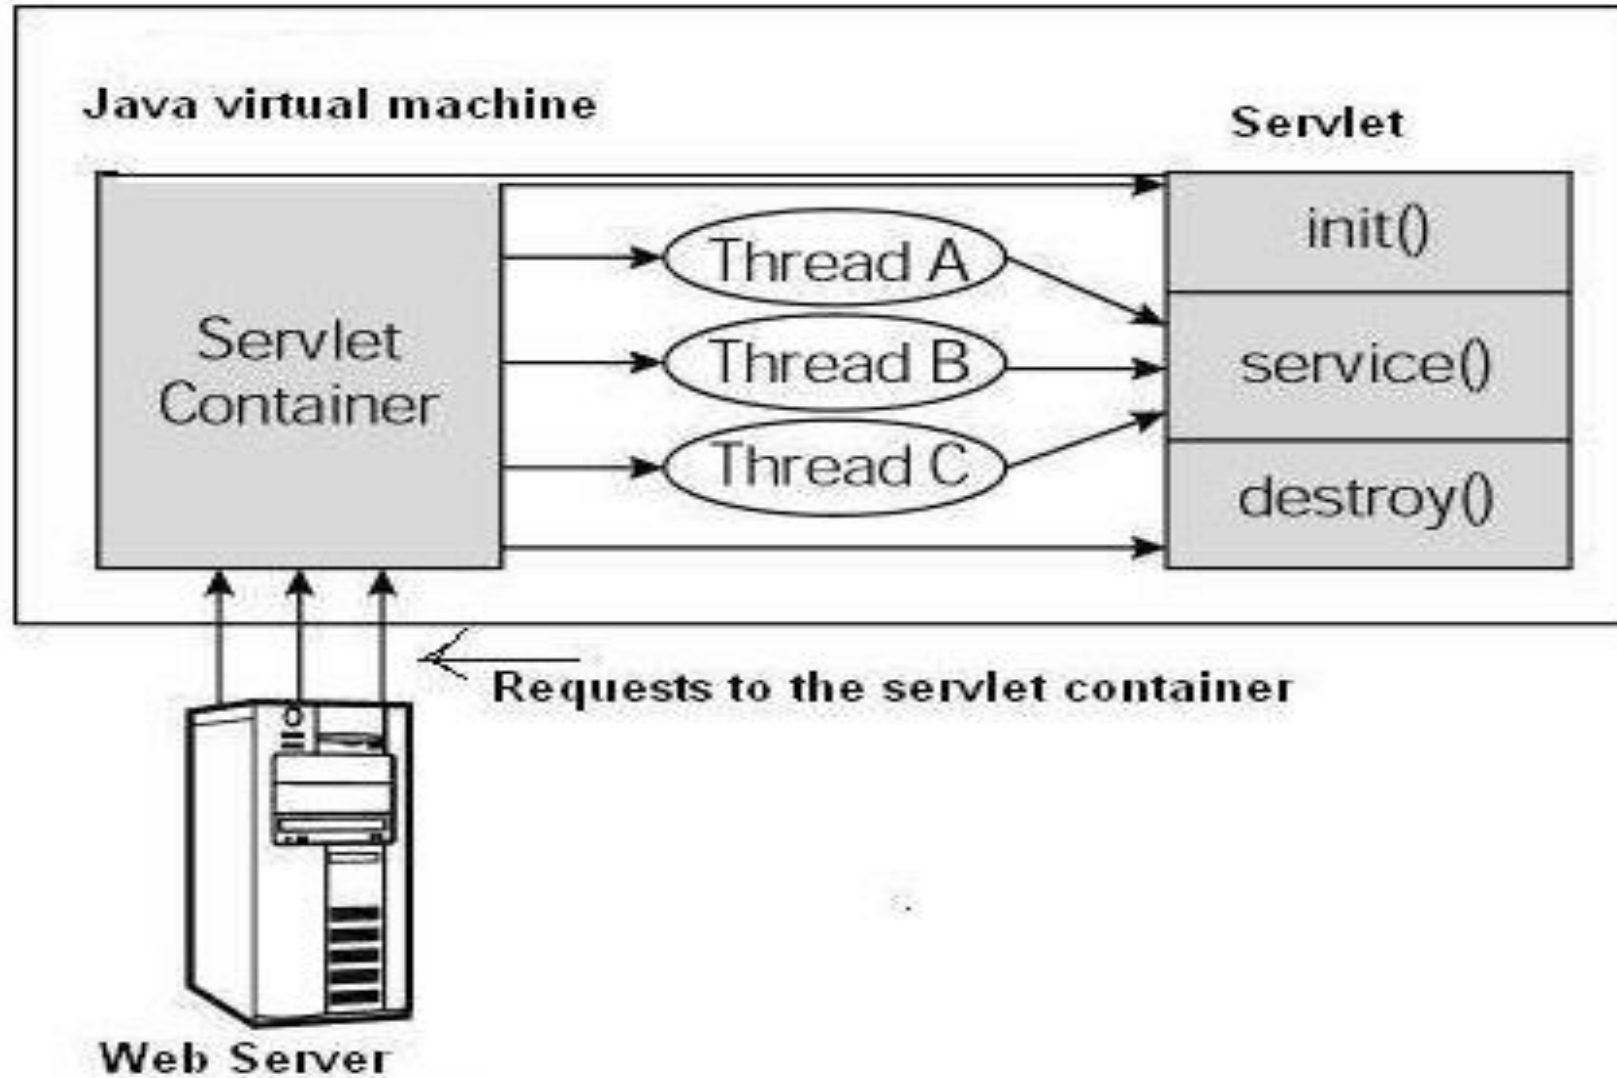 Java virtual machine
Servlet
Servlet
Container
Thread A
Thread B
Thread C
init()
service()
destroy()
Requests to the servlet container
Web Server